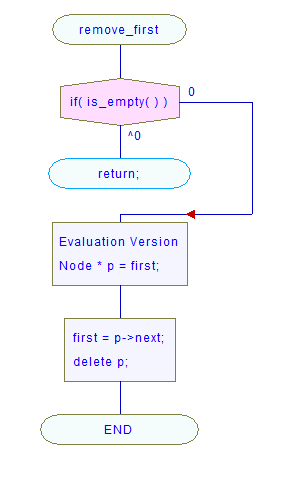 remove_first
if( is_empty( ) )
0
^0
return;
Evaluation Version
Node * p = first;
first = p->next;
delete p;
END